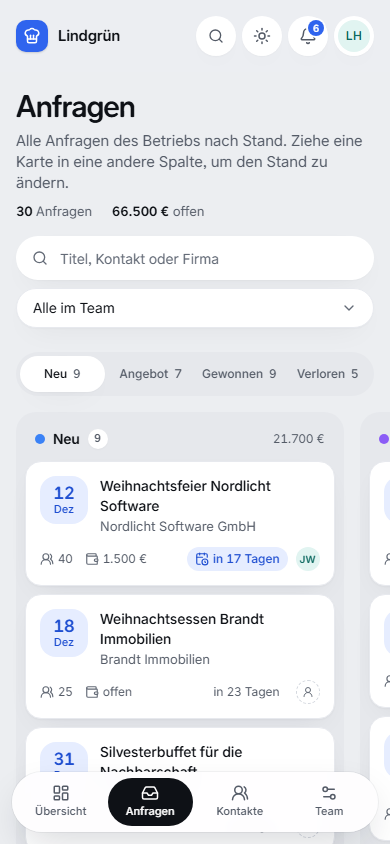 Lindgrün
6
LH
Anfragen
Alle Anfragen des Betriebs nach Stand. Ziehe eine
Karte in eine andere Spalte, um den Stand zu
ändern.
30 Anfragen 66.500 € offen
Titel, Kontakt oder Firma
Alle im Team
Neu 9 Angebot 7 Gewonnen 9 Verloren 5
Neu 9 21.700 €
12
Dez
Weihnachtsfeier Nordlicht
Software
Nordlicht Software GmbH
40 1.500 € in 17 Tagen JW
18
Dez
Weihnachtsessen Brandt
Immobilien
Brandt Immobilien
25 offen in 23 Tagen
31
Silvesterbuffet für die
Nachbarschaft
Übersicht Anfragen Kontakte Team